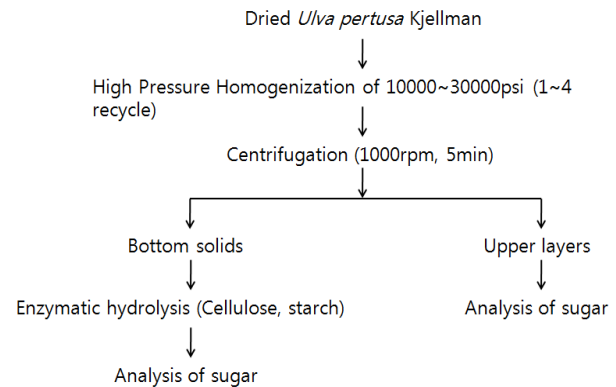 Dried Ulva pertusa Kjellman
High Pressure Homogenization of 10000~30000psi (1~4
recycle)
Centrifugation (1000rpm, 5min)
Bottom solids
Upper layers
Enzymatic hydrolysis (Cellulose, starch)
Analysis of sugar
Analysis of sugar